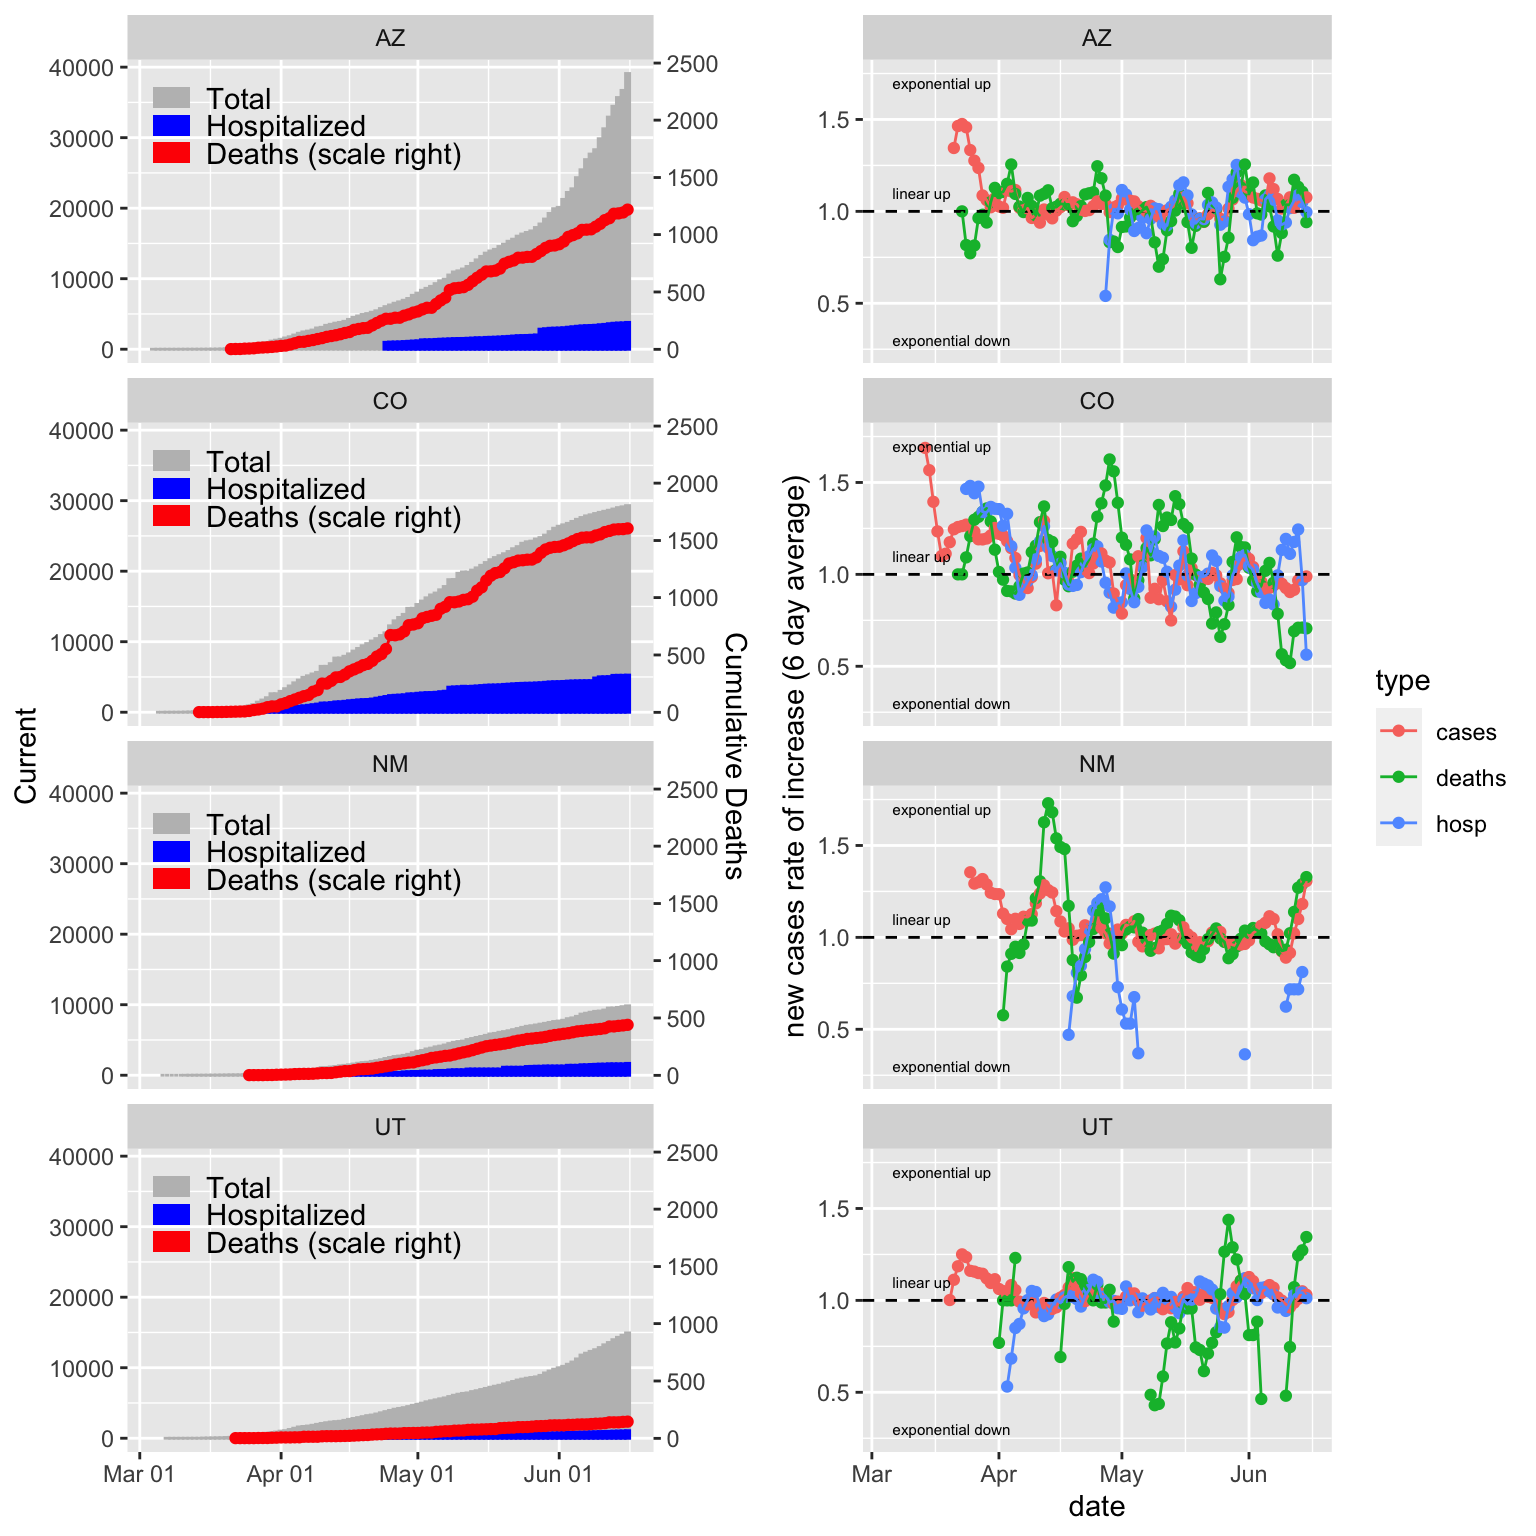 AZ
40000
30000
20000
10000
0
2500
2000
1500
1000
500
0
Total
Hospitalized
Deaths (scale right)
CO
40000
30000
20000
10000
0
2500
2000
1500
1000
500
0
Total
Hospitalized
Deaths (scale right)
NM
40000
30000
20000
10000
0
2500
2000
1500
1000
500
0
Total
Hospitalized
Deaths (scale right)
UT
40000
30000
20000
10000
0
2500
2000
1500
1000
500
0
Total
Hospitalized
Deaths (scale right)
Mar 01
Apr 01
May 01
Jun 01
Current
Cumulative Deaths
AZ
1.5
1.0
0.5
exponential up
linear up
exponential down
CO
1.5
1.0
0.5
exponential up
linear up
exponential down
NM
1.5
1.0
0.5
exponential up
linear up
exponential down
UT
1.5
1.0
0.5
exponential up
linear up
exponential down
Mar
Apr
May
Jun
date
new cases rate of increase (6 day average)
type
cases
deaths
hosp